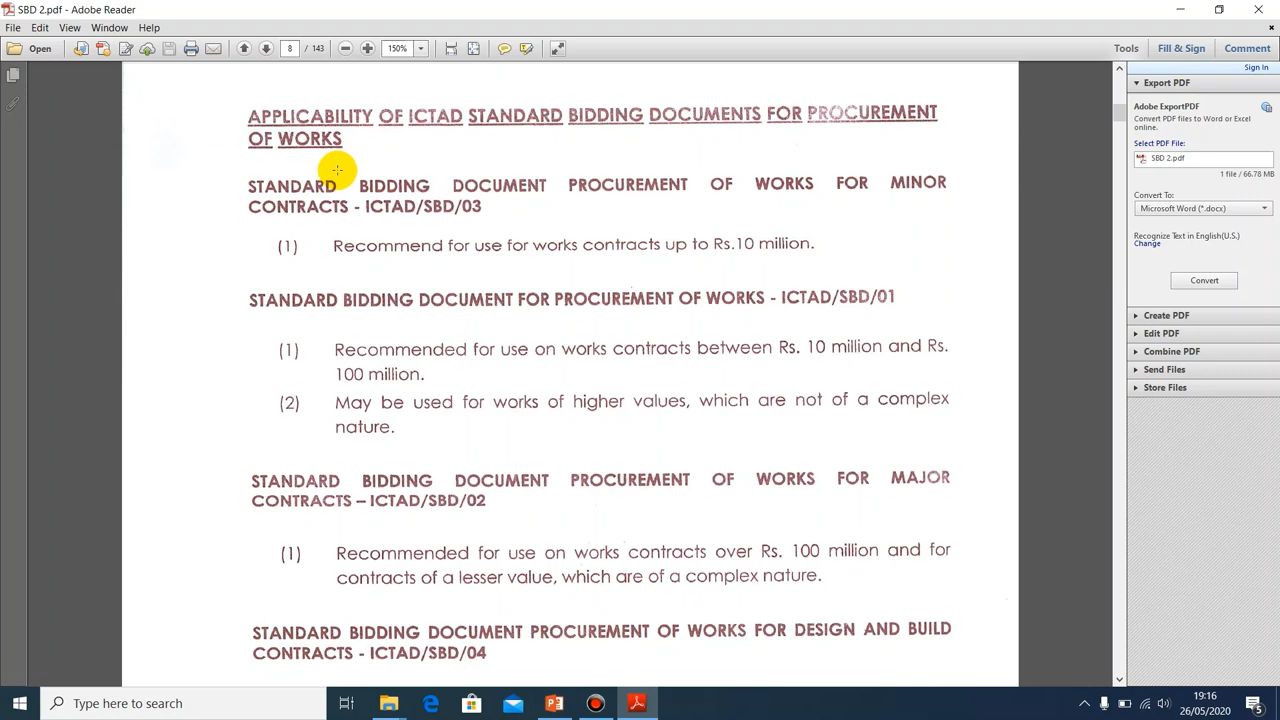 SBD 2.pdf - Adobe Reader
File Edit View Window Help
Open 8 / 143 150% Tools Fill & Sign Comment
Sign In
APPLICABILITY OF ICTAD STANDARD BIDDING DOCUMENTS FOR PROCUREMENT
OF WORKS
STANDARD BIDDING DOCUMENT PROCUREMENT OF WORKS FOR MINOR
CONTRACTS - ICTAD/SBD/03
(1) Recommend for use for works contracts up to Rs.10 million.
STANDARD BIDDING DOCUMENT FOR PROCUREMENT OF WORKS - ICTAD/SBD/01
(1) Recommended for use on works contracts between Rs. 10 million and Rs.
100 million.
(2) May be used for works of higher values, which are not of a complex
nature.
STANDARD BIDDING DOCUMENT PROCUREMENT OF WORKS FOR MAJOR
CONTRACTS – ICTAD/SBD/02
(1) Recommended for use on works contracts over Rs. 100 million and for
contracts of a lesser value, which are of a complex nature.
STANDARD BIDDING DOCUMENT PROCUREMENT OF WORKS FOR DESIGN AND BUILD
CONTRACTS - ICTAD/SBD/04
Export PDF
Adobe ExportPDF
Convert PDF files to Word or Excel
online.
Select PDF File:
SBD 2.pdf
1 file / 66.78 MB
Convert To:
Microsoft Word (*.docx)
Recognize Text in English(U.S.)
Change
Convert
Create PDF
Edit PDF
Combine PDF
Send Files
Store Files
Type here to search
19:16
26/05/2020
5